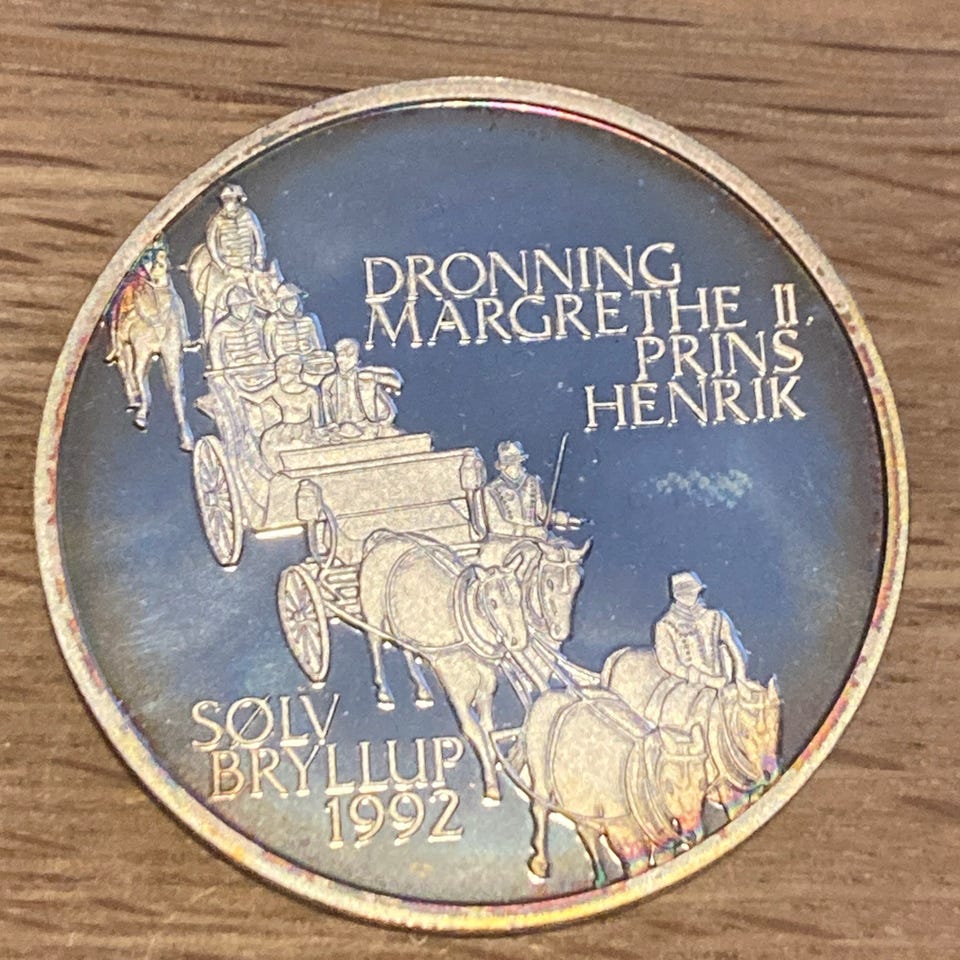 DRONNING
MARGRETHE II.
PRINS
HENRIK
SØLV
BRYLLUP
1992